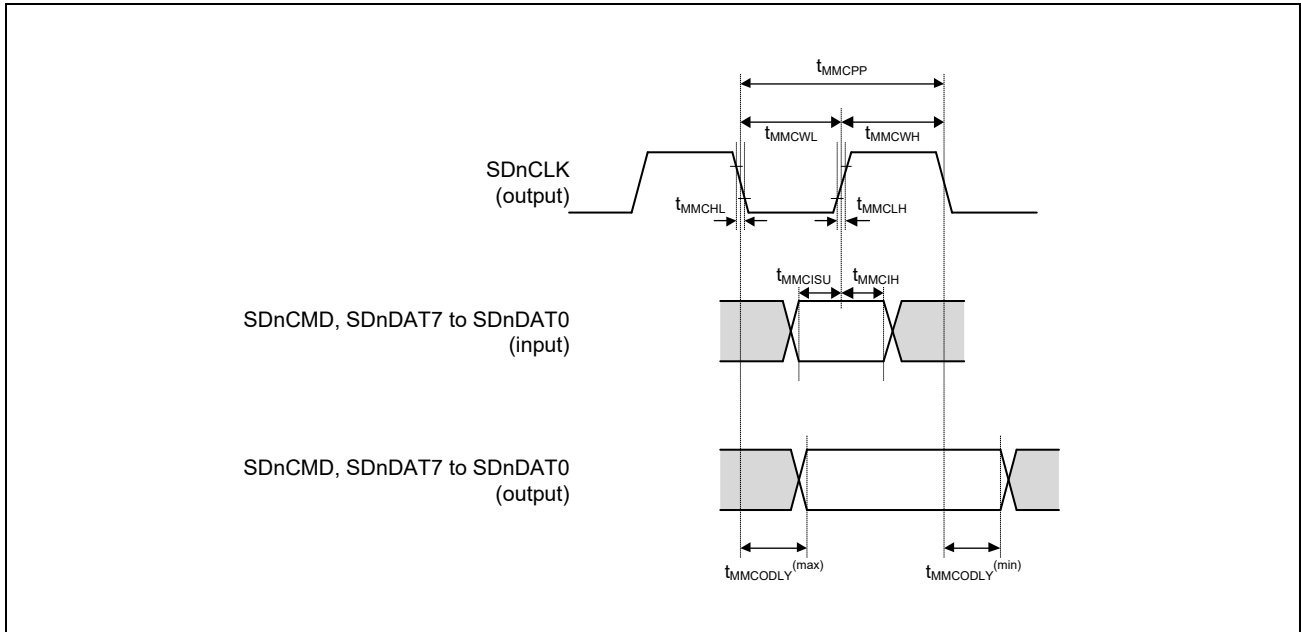 tMMCPP
tMMCWL tMMCWH
SDnCLK
(output)
tMMCHL tMMCLH
tMMCISU tMMCIH
SDnCMD, SDnDAT7 to SDnDAT0
(input)
SDnCMD, SDnDAT7 to SDnDAT0
(output)
tMMCODLY(max) tMMCODLY(min)